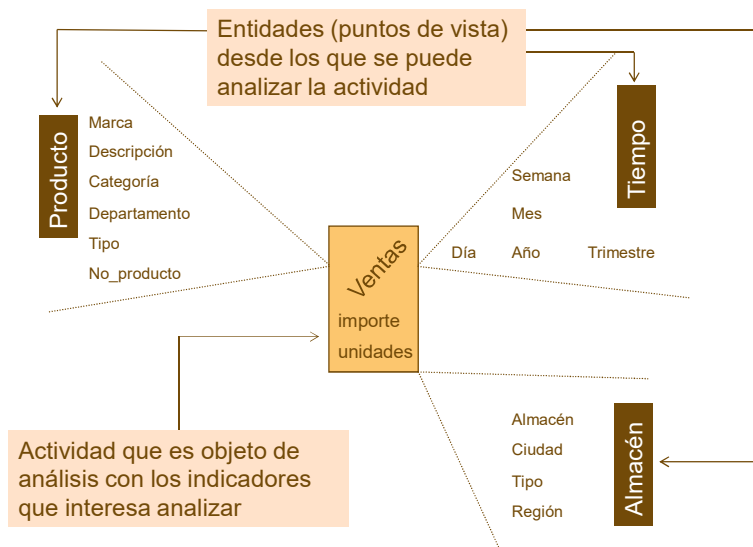 Entidades (puntos de vista)
desde los que se puede
analizar la actividad
Producto
Marca
Descripción
Categoría
Departamento
Tipo
No_producto
Tiempo
Semana
Mes
Día
Año
Trimestre
Ventas
importe
unidades
Actividad que es objeto de
análisis con los indicadores
que interesa analizar
Almacén
Ciudad
Tipo
Región
Almacén